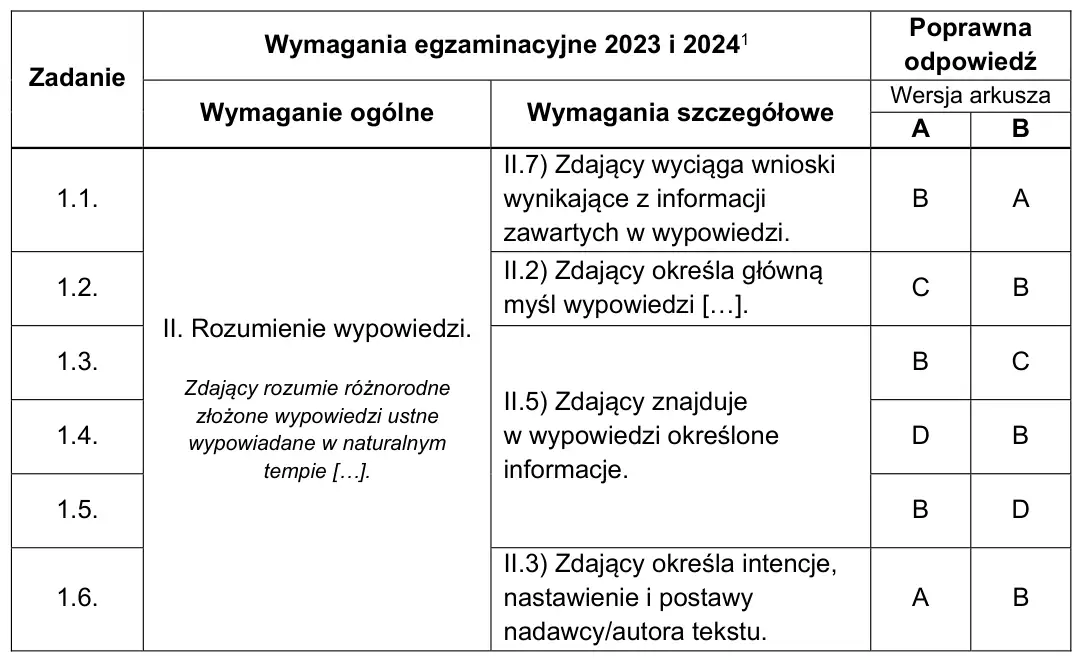 Zadanie
Wymagania egzaminacyjne 2023 i 2024¹
Poprawna
odpowiedź
Wymaganie ogólne
Wymagania szczegółowe
Wersja arkusza
A
B
1.1.
II. Rozumienie wypowiedzi.
Zdający rozumie różnorodne
złożone wypowiedzi ustne
wypowiadane w naturalnym
tempie […].
II.7) Zdający wyciąga wnioski
wynikające z informacji
zawartych w wypowiedzi.
B
A
1.2.
II.2) Zdający określa główną
myśl wypowiedzi […].
C
B
1.3.
II.5) Zdający znajduje
w wypowiedzi określone
informacje.
B
C
1.4.
D
B
1.5.
B
D
1.6.
II.3) Zdający określa intencje,
nastawienie i postawy
nadawcy/autora tekstu.
A
B